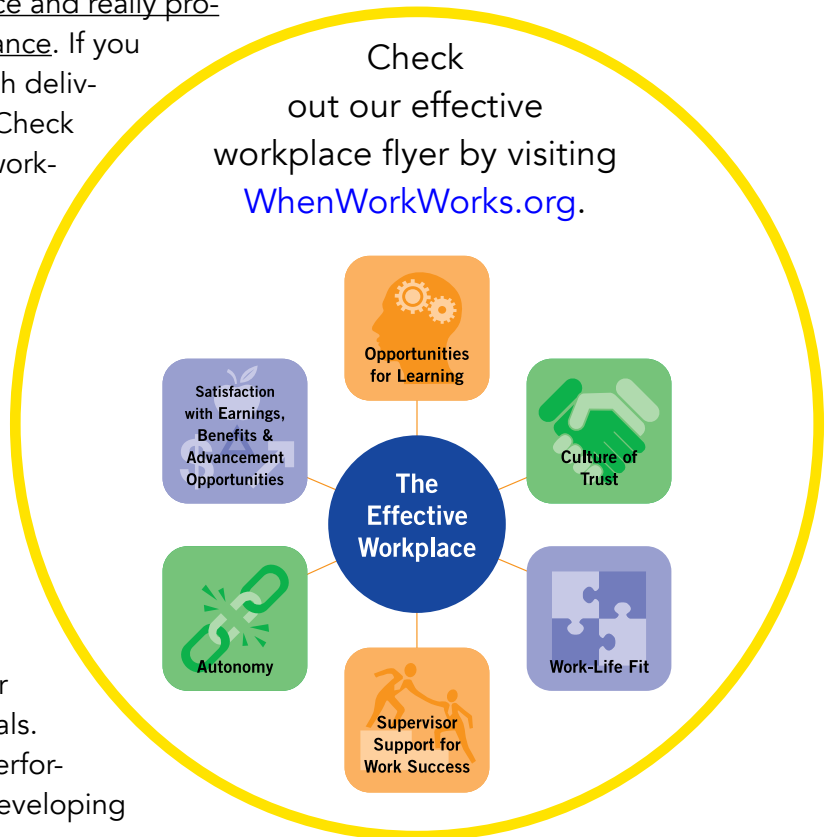 ce and really pro-
ance. If you
h deliv-
Check
work-
Check
out our effective
workplace flyer by visiting
WhenWorkWorks.org.
Opportunities
for Learning
Satisfaction
with Earnings,
Benefits &
Advancement
Opportunities
Culture of
Trust
The
Effective
Workplace
Autonomy
Work-Life Fit
Supervisor
Support for
Work Success
r
als.
erfor-
eveloping